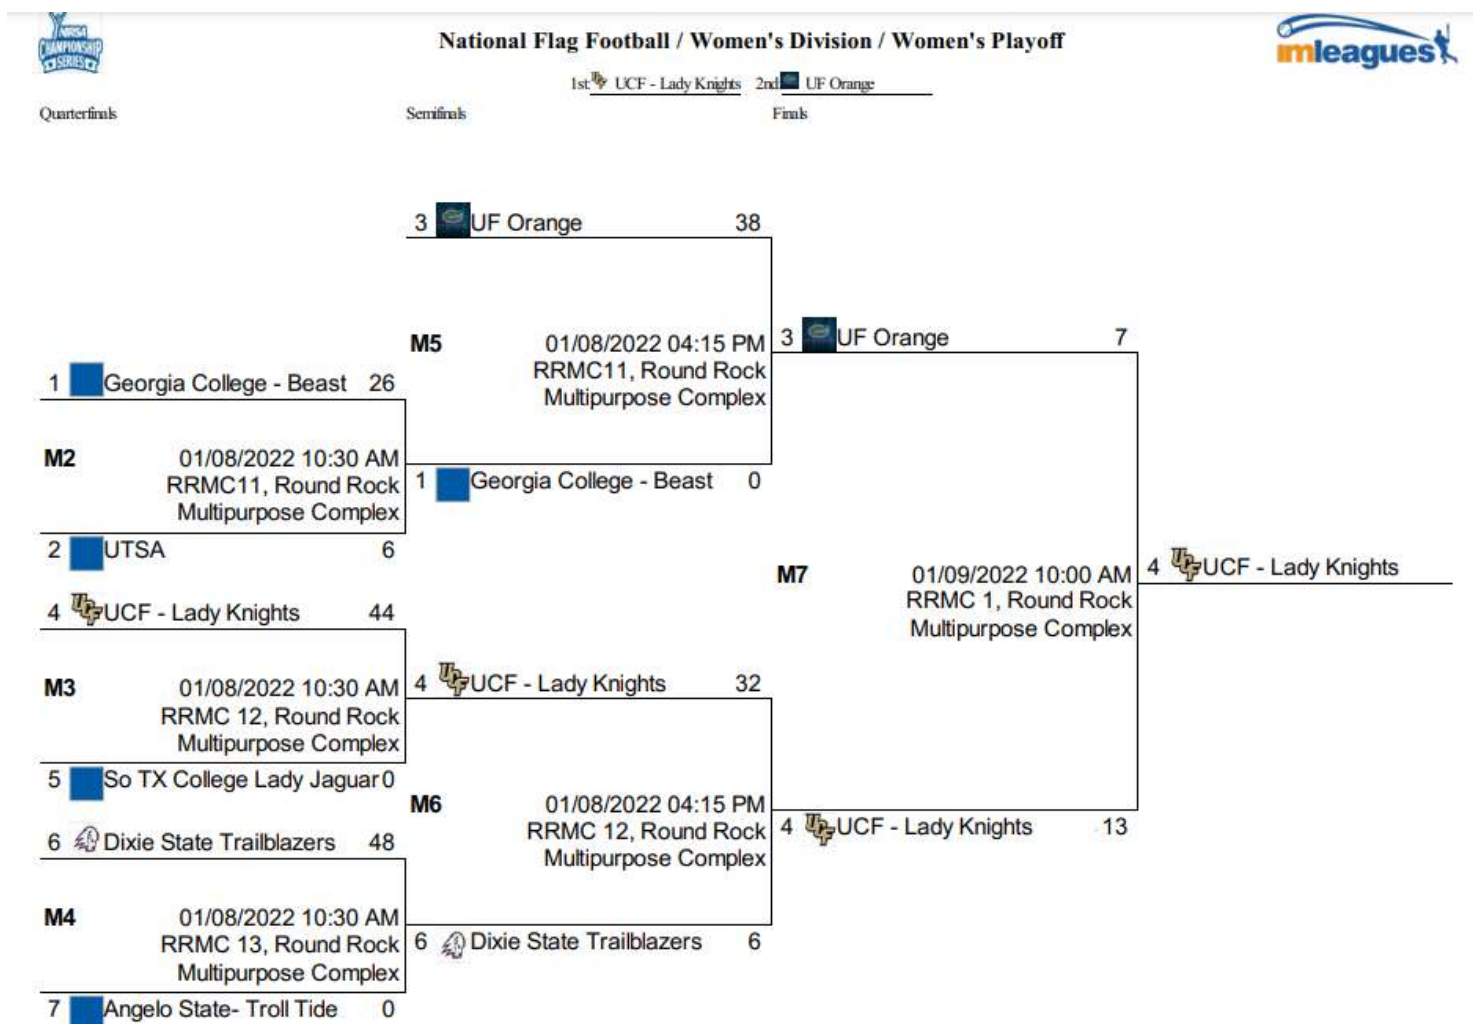 NIRSA
CHAMPIONSHIP
SERIES
National Flag Football / Women's Division / Women's Playoff
imleagues
1st: UCF - Lady Knights 2nd: UF Orange
Quarterfinals Semifinals Finals
3 UF Orange 38
M5 01/08/2022 04:15 PM
RRMC11, Round Rock
Multipurpose Complex
3 UF Orange 7
1 Georgia College - Beast 26
M2 01/08/2022 10:30 AM
RRMC11, Round Rock
Multipurpose Complex
1 Georgia College - Beast 0
2 UTSA 6
M7 01/09/2022 10:00 AM
RRMC 1, Round Rock
Multipurpose Complex
4 UCF UCF - Lady Knights
4 UCF UCF - Lady Knights 44
M3 01/08/2022 10:30 AM
RRMC 12, Round Rock
Multipurpose Complex
4 UCF UCF - Lady Knights 32
5 So TX College Lady Jaguar 0
M6 01/08/2022 04:15 PM
RRMC 12, Round Rock
Multipurpose Complex
4 UCF UCF - Lady Knights 13
6 Dixie State Trailblazers 48
M4 01/08/2022 10:30 AM
RRMC 13, Round Rock
Multipurpose Complex
6 Dixie State Trailblazers 6
7 Angelo State- Troll Tide 0